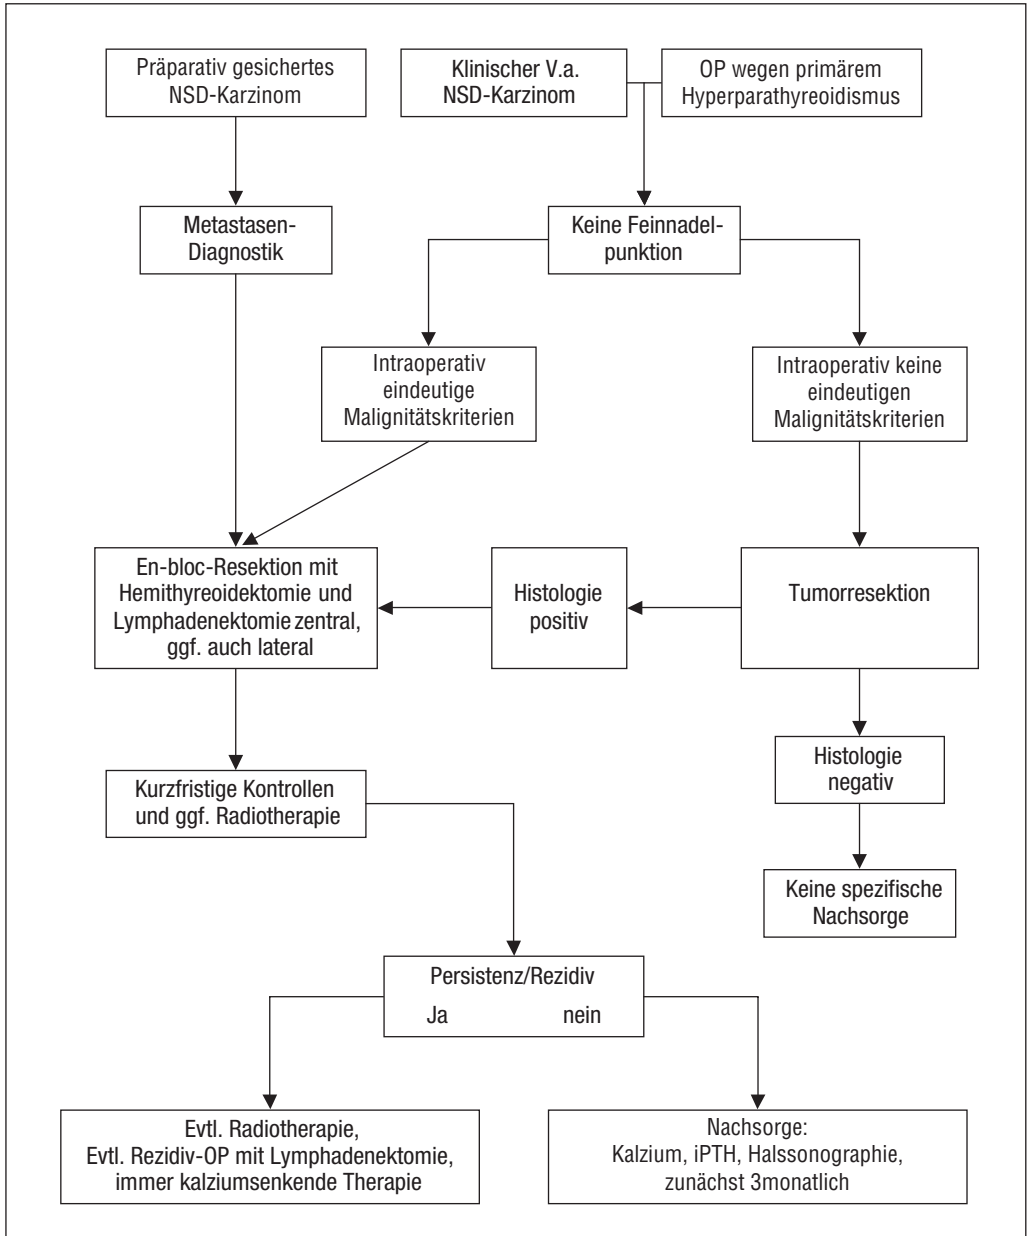 Präparativ gesichertes
NSD-Karzinom
Klinischer V.a.
NSD-Karzinom
OP wegen primärem
Hyperparathyreoidismus
Metastasen-
Diagnostik
Keine Feinnadel-
punktion
Intraoperativ
eindeutige
Malignitätskriterien
Intraoperativ keine
eindeutigen
Malignitätskriterien
En-bloc-Resektion mit
Hemithyreoidektomie und
Lymphadenektomie zentral,
ggf. auch lateral
Histologie
positiv
Tumorresektion
Histologie
negativ
Kurzfristige Kontrollen
und ggf. Radiotherapie
Keine spezifische
Nachsorge
Persistenz/Rezidiv
Ja nein
Evtl. Radiotherapie,
Evtl. Rezidiv-OP mit Lymphadenektomie,
immer kalziumsenkende Therapie
Nachsorge:
Kalzium, iPTH, Halssonographie,
zunächst 3monatlich